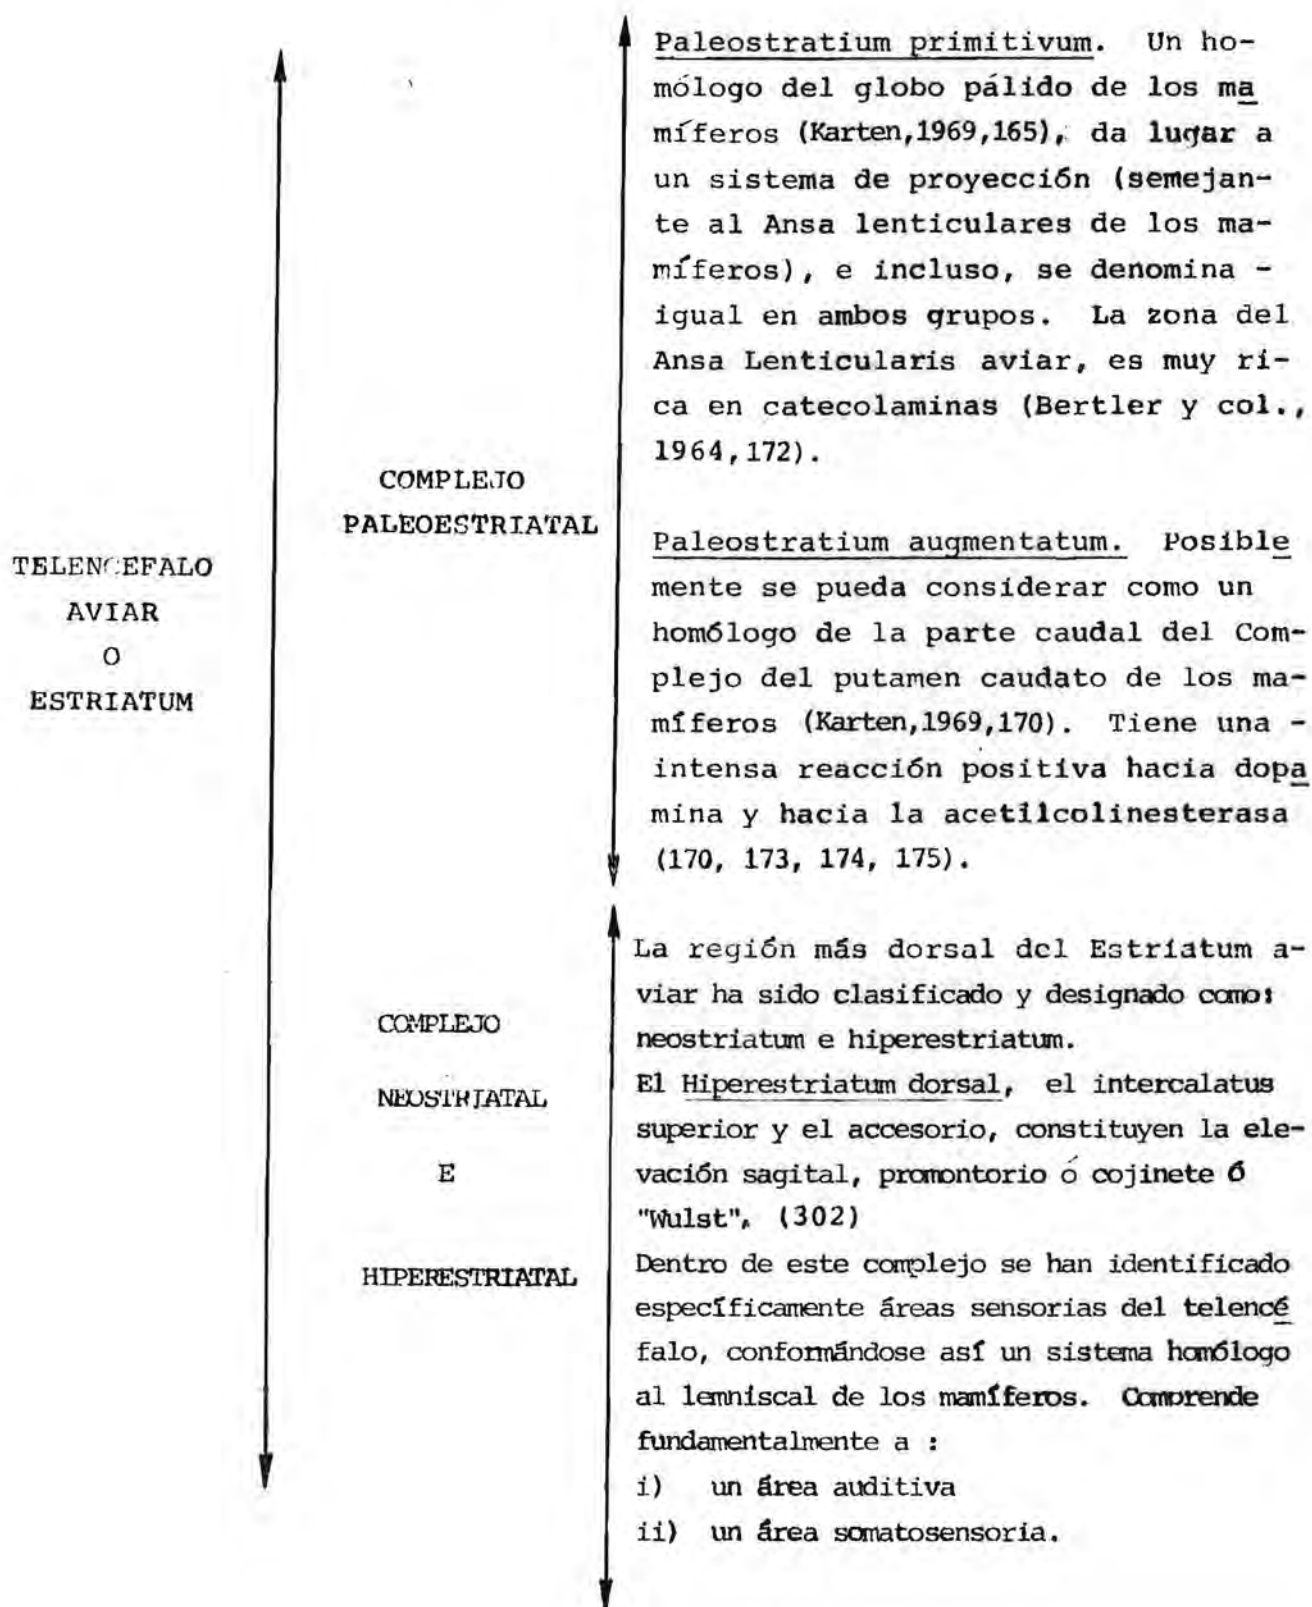 TELENCEFALO
AVIAR
O
ESTRIATUM
COMPLEJO
PALEOESTRIATAL
Paleostratium primitivum. Un ho-
mólogo del globo pálido de los ma
míferos (Karten,1969,165), da lugar a
un sistema de proyección (semejan-
te al Ansa lenticulares de los ma-
míferos), e incluso, se denomina -
igual en ambos grupos. La zona del
Ansa Lenticularis aviar, es muy ri-
ca en catecolaminas (Bertler y col.,
1964,172).
Paleostratium augmentatum. Posible
mente se pueda considerar como un
homólogo de la parte caudal del Com-
plejo del putamen caudato de los ma-
míferos (Karten,1969,170). Tiene una -
intensa reacción positiva hacia dopa
mina y hacia la acetilcolinesterasa
(170, 173, 174, 175).
COMPLEJO
NEOSTRIATAL
E
HIPERESTRIATAL
La región más dorsal del Estriatum a-
viar ha sido clasificado y designado como:
neostriatum e hiperestriatum.
El Hiperestriatum dorsal, el intercalatus
superior y el accesorio, constituyen la ele-
vación sagital, promontorio ó cojinete ó
"Wulst", (302)
Dentro de este complejo se han identificado
específicamente áreas sensorias del telencé
falo, conformándose así un sistema homólogo
al lemniscal de los mamíferos. Comprende
fundamentalmente a :
i) un área auditiva
ii) un área somatosensoria.